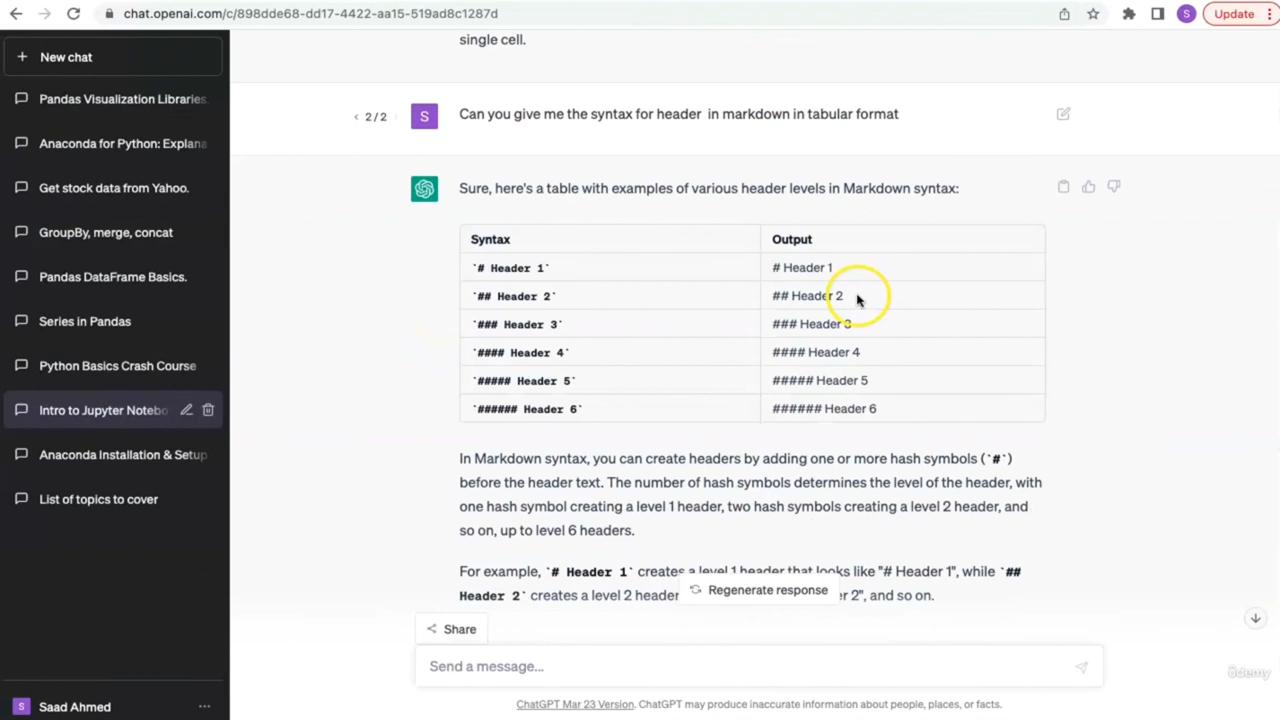 chat.openai.com/c/898dde68-dd17-4422-aa15-519ad8c1287d
S
Update
New chat
Pandas Visualization Libraries.
Anaconda for Python: Explana
Get stock data from Yahoo.
GroupBy, merge, concat
Pandas DataFrame Basics.
Series in Pandas
Python Basics Crash Course
Intro to Jupyter Notebo
Anaconda Installation & Setup
List of topics to cover
Saad Ahmed
single cell.
2 / 2
S
Can you give me the syntax for header in markdown in tabular format
Sure, here's a table with examples of various header levels in Markdown syntax:
Syntax Output
`# Header 1` # Header 1
`## Header 2` ## Header 2
`### Header 3` ### Header 3
`#### Header 4` #### Header 4
`##### Header 5` ##### Header 5
`###### Header 6` ###### Header 6
In Markdown syntax, you can create headers by adding one or more hash symbols (`#`)
before the header text. The number of hash symbols determines the level of the header, with
one hash symbol creating a level 1 header, two hash symbols creating a level 2 header, and
so on, up to level 6 headers.
For example, `# Header 1` creates a level 1 header that looks like "# Header 1", while `##
Header 2` creates a level 2 header er 2", and so on.
Regenerate response
Share
Send a message...
ChatGPT Mar 23 Version. ChatGPT may produce inaccurate information about people, places, or facts.
ûdemy